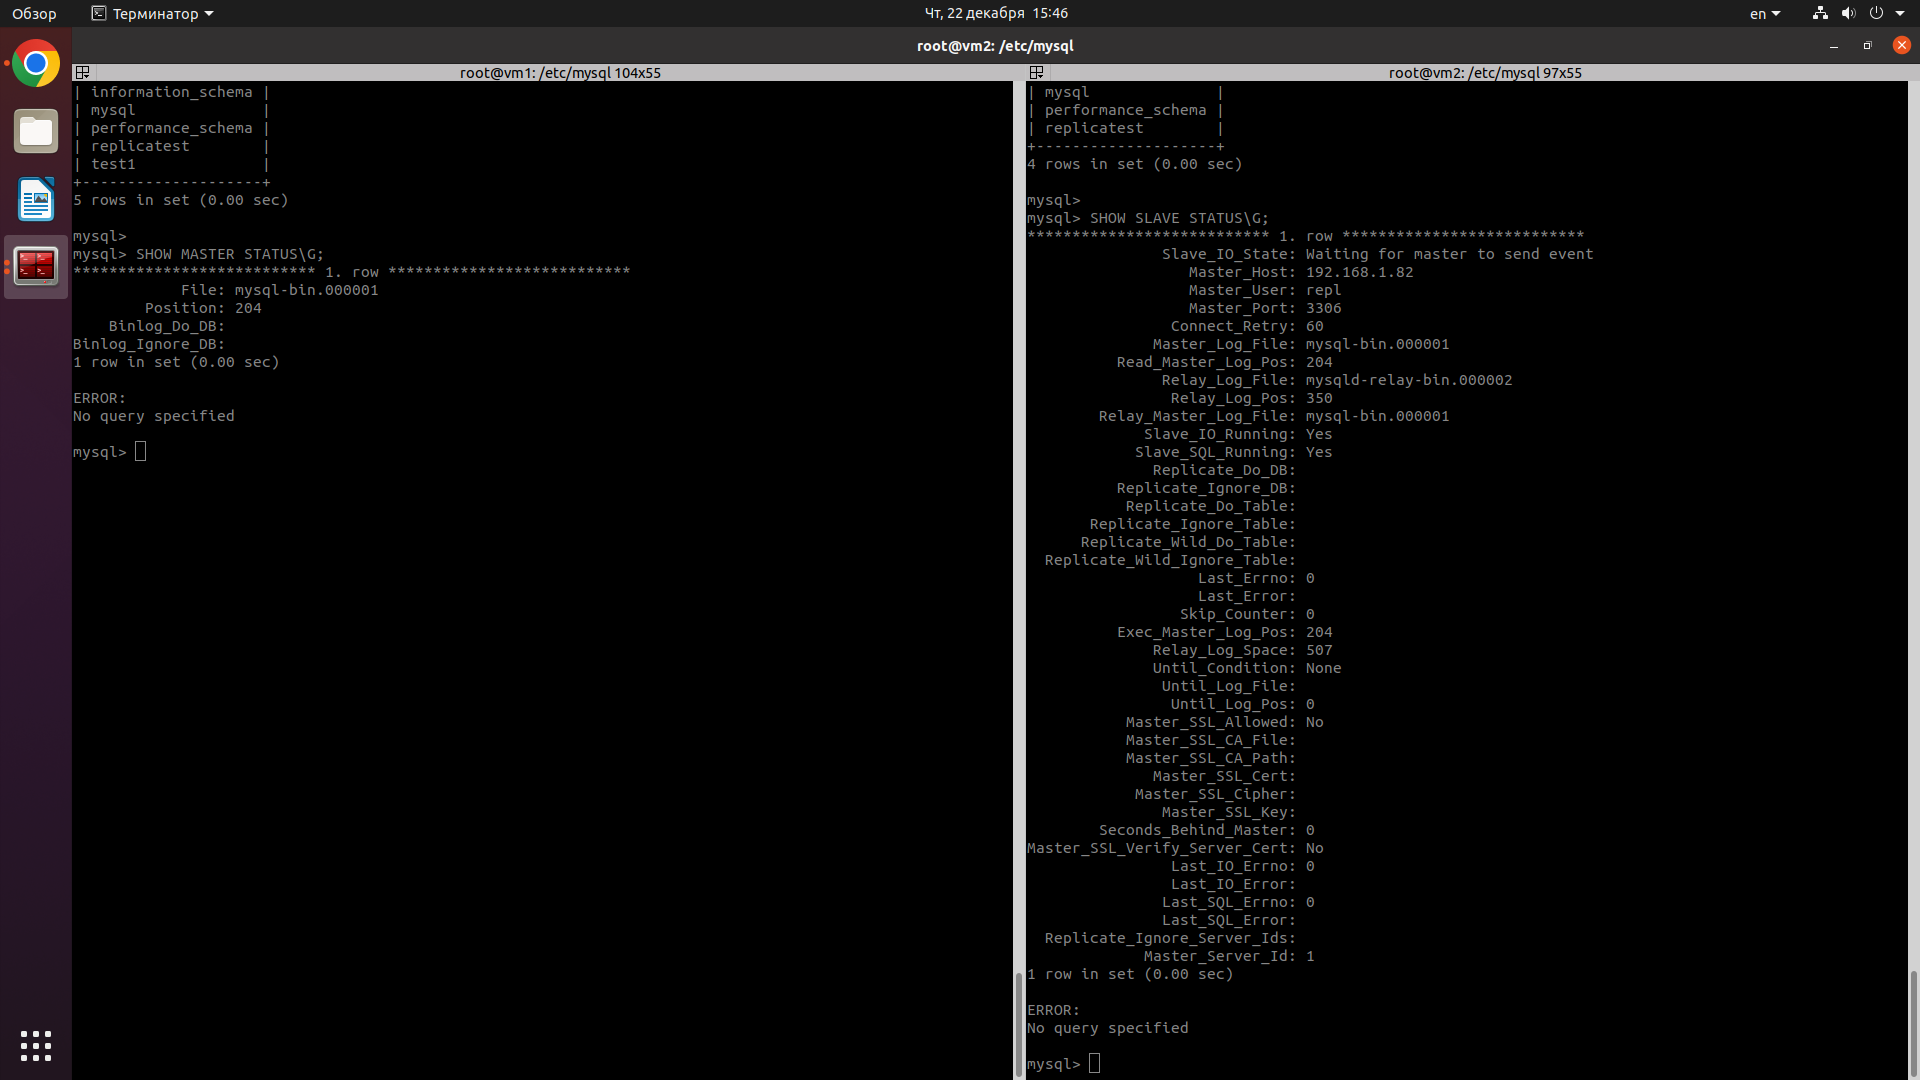 Обзор
Терминатор
Чт, 22 декабря 15:46
en
root@vm2: /etc/mysql
root@vm1: /etc/mysql 104x55
| information_schema |
| mysql              |
| performance_schema |
| replicatest        |
| test1              |
+--------------------+
5 rows in set (0.00 sec)
mysql>
mysql> SHOW MASTER STATUS\G;
*************************** 1. row ***************************
            File: mysql-bin.000001
        Position: 204
    Binlog_Do_DB:
Binlog_Ignore_DB:
1 row in set (0.00 sec)
ERROR:
No query specified
mysql>
root@vm2: /etc/mysql 97x55
| mysql              |
| performance_schema |
| replicatest        |
+--------------------+
4 rows in set (0.00 sec)
mysql>
mysql> SHOW SLAVE STATUS\G;
*************************** 1. row ***************************
               Slave_IO_State: Waiting for master to send event
                  Master_Host: 192.168.1.82
                  Master_User: repl
                  Master_Port: 3306
                Connect_Retry: 60
              Master_Log_File: mysql-bin.000001
          Read_Master_Log_Pos: 204
               Relay_Log_File: mysqld-relay-bin.000002
                Relay_Log_Pos: 350
        Relay_Master_Log_File: mysql-bin.000001
             Slave_IO_Running: Yes
            Slave_SQL_Running: Yes
              Replicate_Do_DB:
          Replicate_Ignore_DB:
           Replicate_Do_Table:
       Replicate_Ignore_Table:
      Replicate_Wild_Do_Table:
  Replicate_Wild_Ignore_Table:
                   Last_Errno: 0
                   Last_Error:
                 Skip_Counter: 0
          Exec_Master_Log_Pos: 204
              Relay_Log_Space: 507
              Until_Condition: None
               Until_Log_File:
                Until_Log_Pos: 0
           Master_SSL_Allowed: No
           Master_SSL_CA_File:
           Master_SSL_CA_Path:
              Master_SSL_Cert:
            Master_SSL_Cipher:
               Master_SSL_Key:
        Seconds_Behind_Master: 0
Master_SSL_Verify_Server_Cert: No
                Last_IO_Errno: 0
                Last_IO_Error:
               Last_SQL_Errno: 0
               Last_SQL_Error:
  Replicate_Ignore_Server_Ids:
             Master_Server_Id: 1
1 row in set (0.00 sec)
ERROR:
No query specified
mysql>